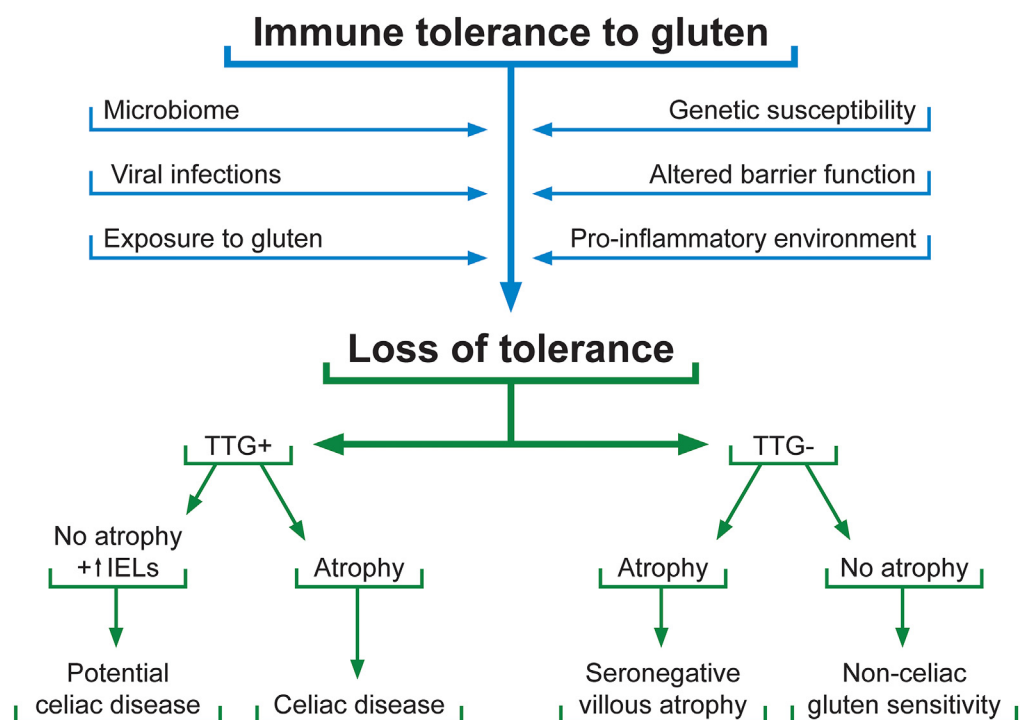 Immune tolerance to gluten
Microbiome
Genetic susceptibility
Viral infections
Altered barrier function
Exposure to gluten
Pro-inflammatory environment
Loss of tolerance
TTG+
TTG-
No atrophy
+↑IELs
Atrophy
Atrophy
No atrophy
Potential
celiac disease
Celiac disease
Seronegative
villous atrophy
Non-celiac
gluten sensitivity